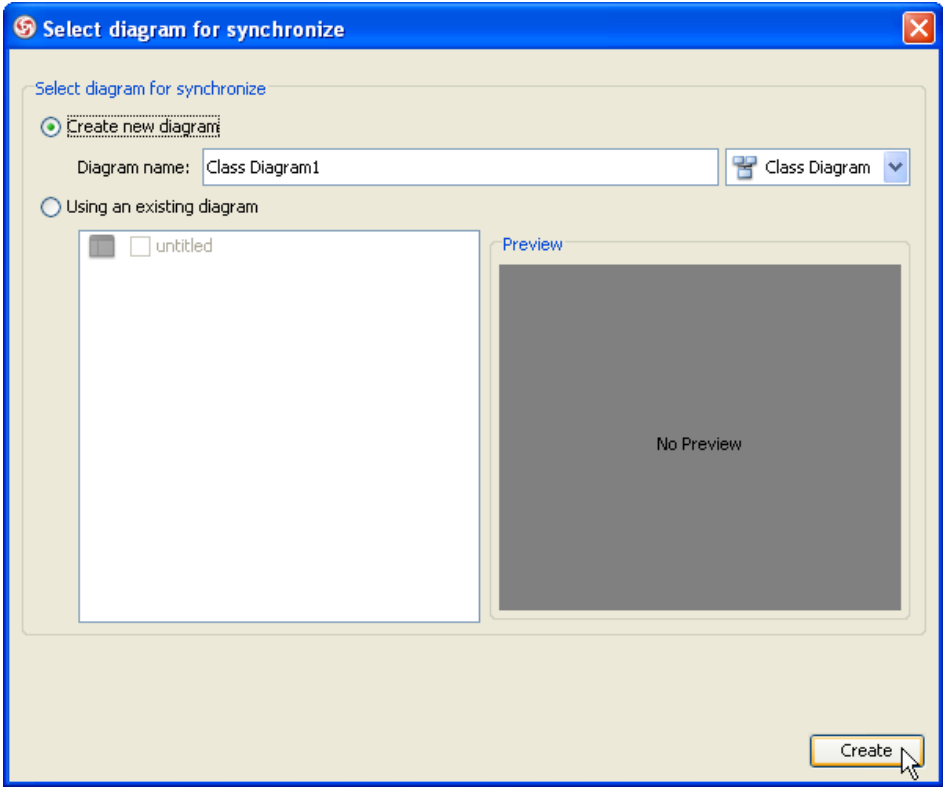 Select diagram for synchronize
Select diagram for synchronize
Create new diagram
Diagram name: Class Diagram1 Class Diagram
Using an existing diagram
untitled
Preview
No Preview
Create